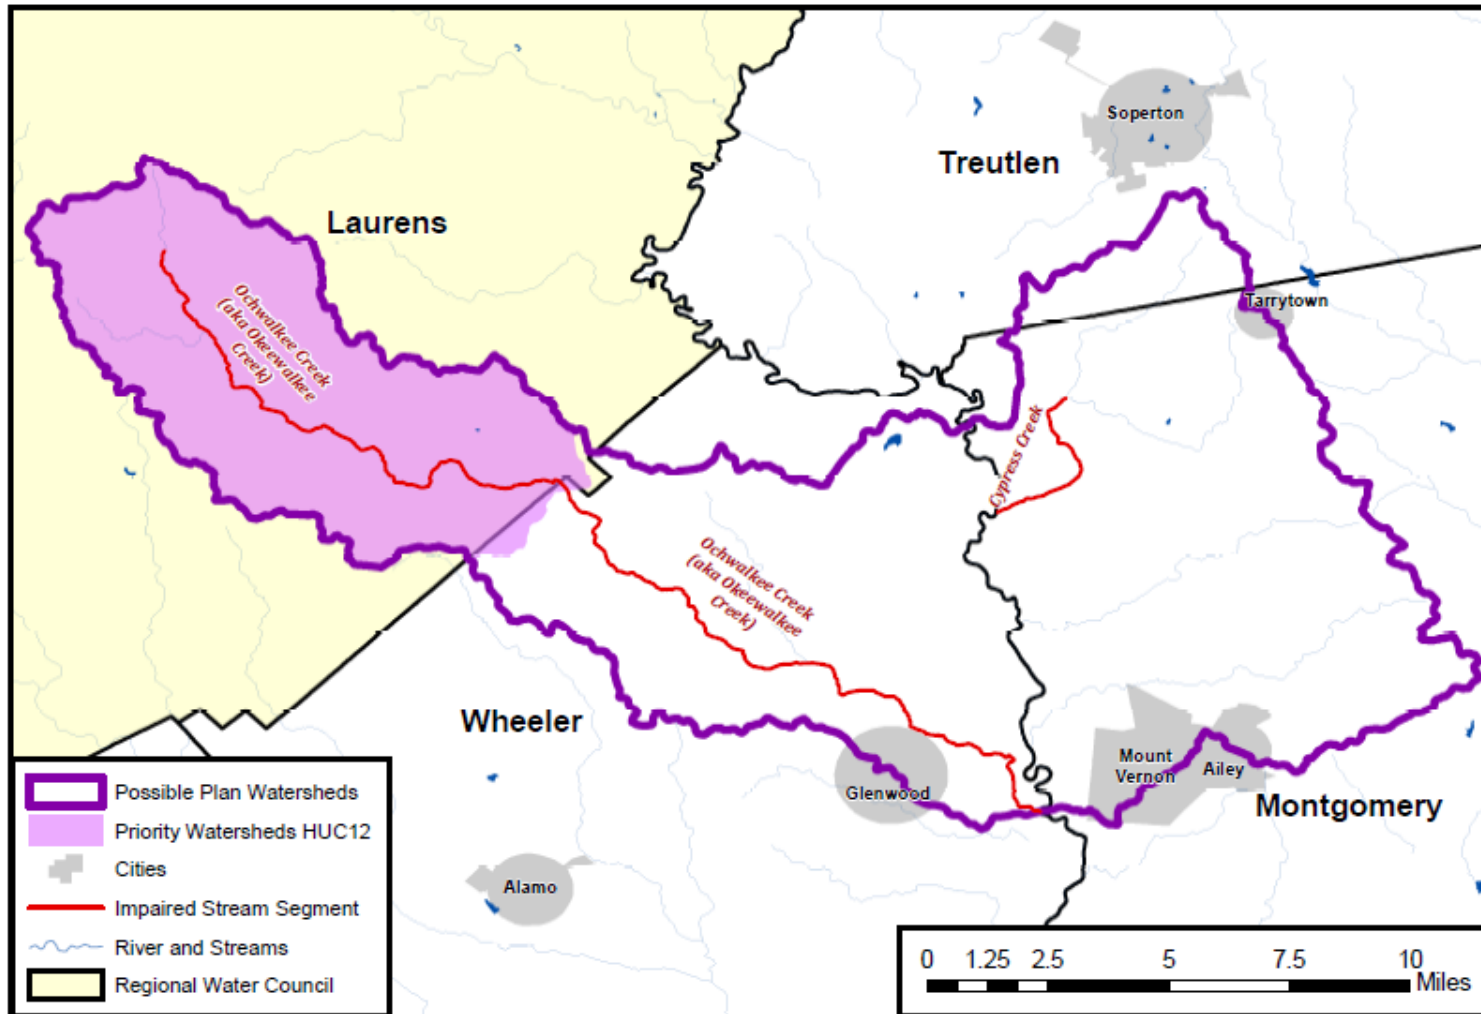 Soperton
Treutlen
Laurens
Tarrytown
Ochwalkee Creek
(aka Okeewalkee
Creek)
Cypress Creek
Ochwalkee Creek
(aka Okeewalkee
Creek)
Wheeler
Mount
Vernon
Ailey
Glenwood
Montgomery
Alamo
Possible Plan Watersheds
Priority Watersheds HUC12
Cities
Impaired Stream Segment
River and Streams
Regional Water Council
0 1.25 2.5 5 7.5 10
Miles